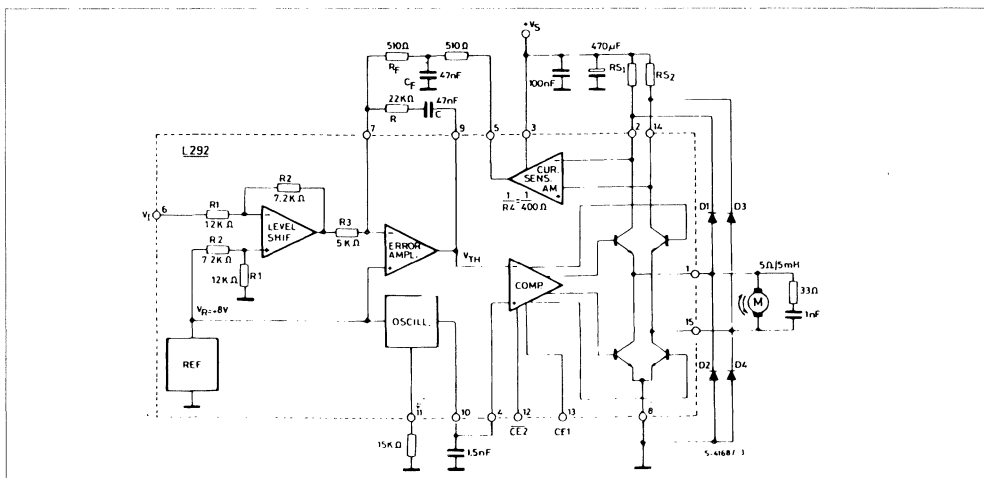 +VS
510Ω
510Ω
470µF
RF
CF
47nF
100nF
RS1
RS2
22KΩ
47nF
R
C
7
9
5
3
2
14
L292
R2
7.2KΩ
CUR.
SENS.
AM
1/R4 = 1/400Ω
D1
D3
VI
6
R1
12KΩ
LEVEL
SHIF
R3
5KΩ
ERROR
AMPL.
VTH
R2
7.2KΩ
12KΩ
R1
COMP.
1
5Ω/5mH
M
33Ω
1nF
VR=+8V
OSCILL.
15
REF
D2
D4
11
10
4
12
13
8
CE2
CE1
15KΩ
1.5nF
S-4168/3